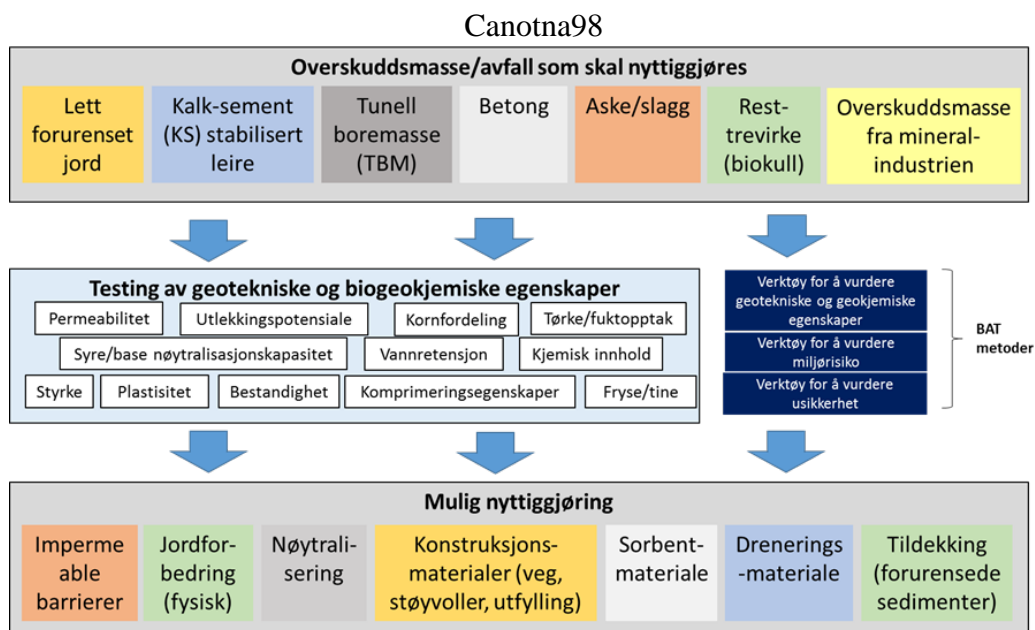 Canotna98
Overskuddsmasse/avfall som skal nyttiggjøres
Lett
forurenset
jord
Kalk-sement
(KS) stabilisert
leire
Tunell
boremasse
(TBM)
Betong
Aske/slagg
Rest-
trevirke
(biokull)
Overskuddsmasse
fra mineral-
industrien
Testing av geotekniske og biogeokjemiske egenskaper
Permeabilitet
Utlekkingspotensiale
Kornfordeling
Tørke/fuktopptak
Syre/base nøytralisasjonskapasitet
Vannretensjon
Kjemisk innhold
Styrke
Plastisitet
Bestandighet
Komprimeringsegenskaper
Fryse/tine
Verktøy for å vurdere
geotekniske og geokjemiske
egenskaper
Verktøy for å vurdere
miljørisiko
Verktøy for å vurdere
usikkerhet
BAT
metoder
Mulig nyttiggjøring
Imperme
able
barrierer
Jordfor-
bedring
(fysisk)
Nøytrali-
sering
Konstruksjons-
materialer (veg,
støyvoller, utfylling)
Sorbent-
materiale
Drenerings
-materiale
Tildekking
(forurensede
sedimenter)